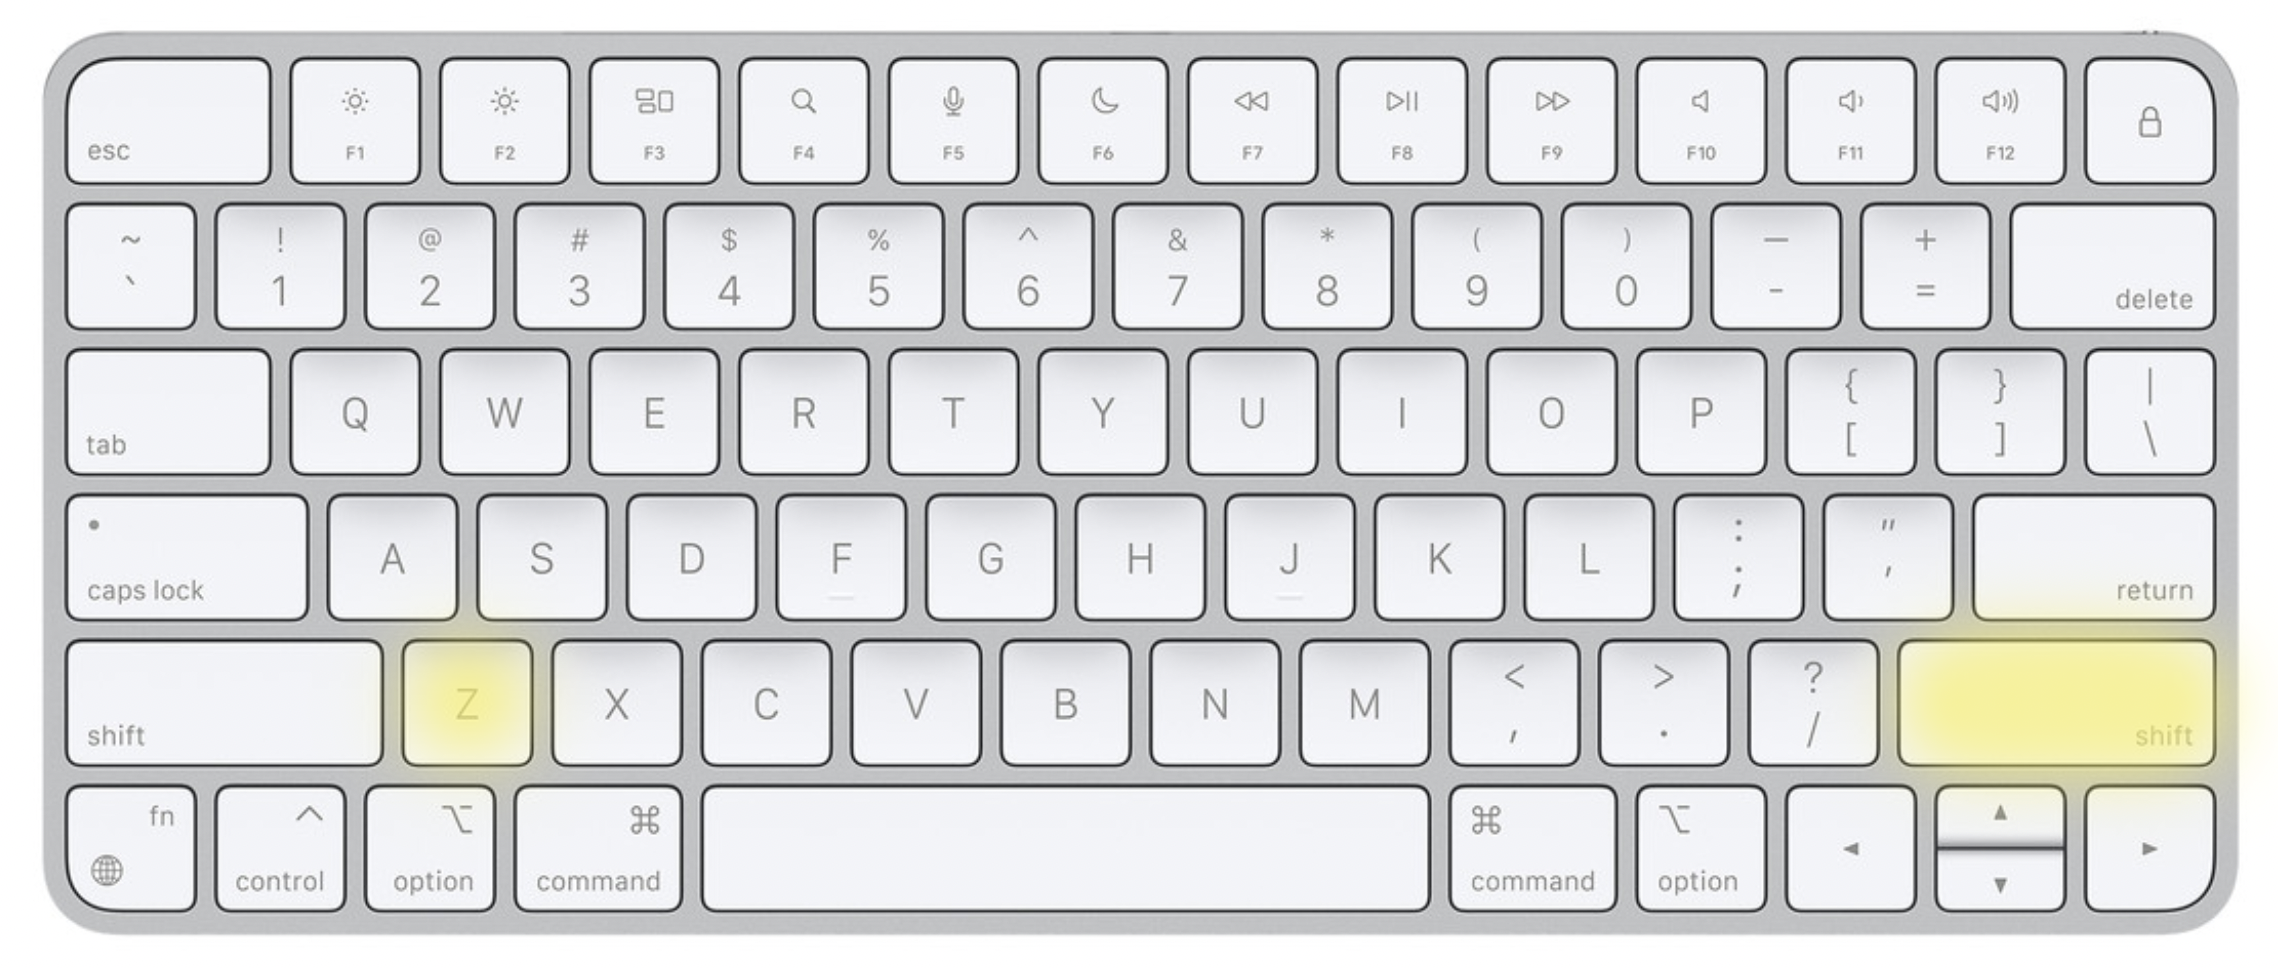 esc F1 F2 F3 F4 F5 F6 F7 F8 F9 F10 F11 F12
~ ! @ # $ % ^ & * ( ) — +
` 1 2 3 4 5 6 7 8 9 0 - = delete
tab Q W E R T Y U I O P { [ } ] | \
caps lock A S D F G H J K L : ; " ' return
shift Z X C V B N M < , > . ? / shift
fn ^ control ⌥ option ⌘ command ⌘ command ⌥ option ◀ ▲ ▼ ▶